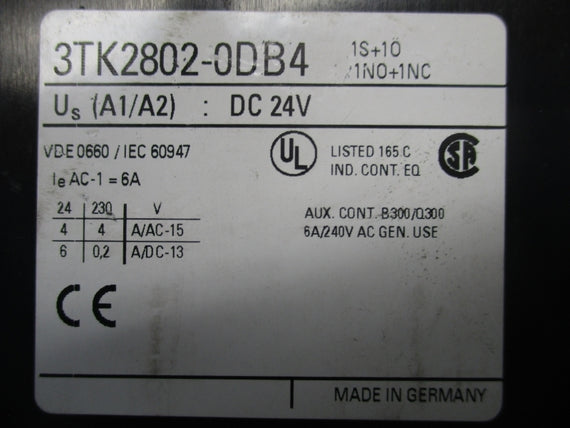 3TK2802-0DB4
1S+1Ö
1NO+1NC
Us (A1/A2) : DC 24V
VDE 0660 / IEC 60947
Ie AC-1 = 6A
UL
LISTED 165 C
IND. CONT. EQ.
SA
24 230 V
4 4 A/AC-15
6 0,2 A/DC-13
AUX. CONT. B300/Q300
6A/240V AC GEN. USE
CE
MADE IN GERMANY